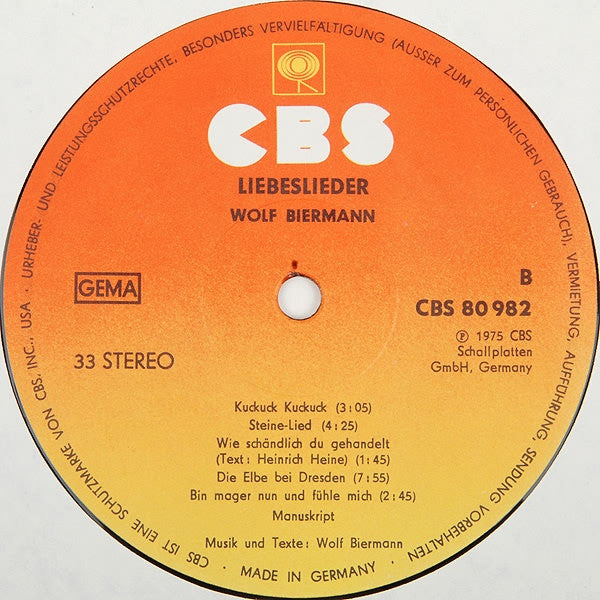 CBS
LIEBESLIEDER
WOLF BIERMANN
GEMA
B
CBS 80 982
33 STEREO
Ⓟ 1975 CBS
Schallplatten
GmbH, Germany
Kuckuck Kuckuck (3:05)
Steine-Lied (4:25)
Wie schändlich du gehandelt
(Text: Heinrich Heine) (1:45)
Die Elbe bei Dresden (7:55)
Bin mager nun und fühle mich (2:45)
Manuskript
Musik und Texte: Wolf Biermann
CBS IST EINE SCHUTZMARKE VON CBS, INC., USA · URHEBER- UND LEISTUNGSSCHUTZRECHTE, BESONDERS VERVIELFÄLTIGUNG (AUSSER ZUM PERSÖNLICHEN GEBRAUCH), VERMIETUNG, AUFFÜHRUNG, SENDUNG VORBEHALTEN · MADE IN GERMANY ·